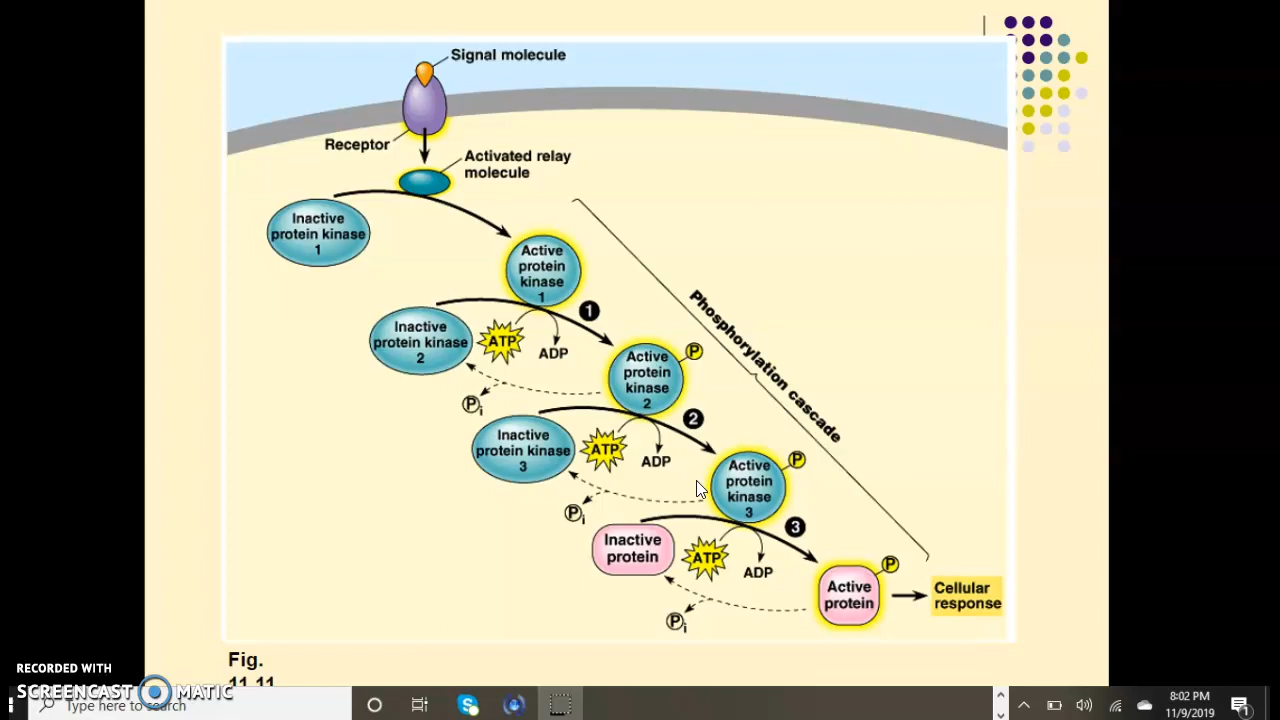 Signal molecule
Receptor
Activated relay
molecule
Inactive
protein kinase
1
Active
protein
kinase
1
1
Phosphorylation cascade
Inactive
protein kinase
2
ATP
ADP
P
Active
protein
kinase
2
Pi
2
Inactive
protein kinase
3
ATP
ADP
P
Active
protein
kinase
3
Pi
3
Inactive
protein
ATP
ADP
P
Active
protein
Cellular
response
Pi
Fig.
11.11
RECORDED WITH
SCREENCAST MATIC
Type here to search
8:02 PM
11/9/2019
1